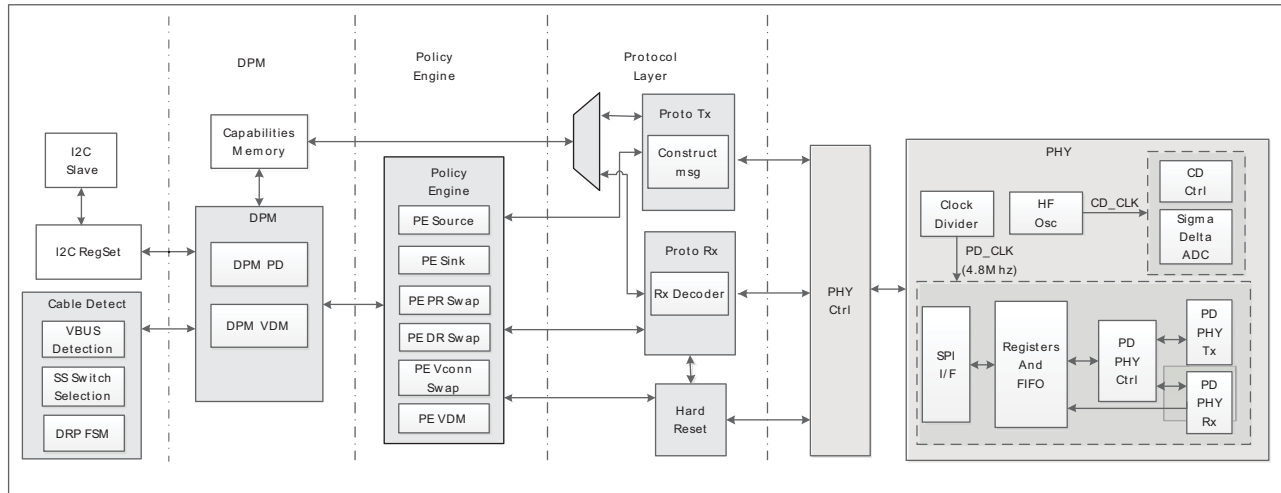 DPM
Policy
Engine
Protocol
Layer
I2C
Slave
I2C RegSet
Cable Detect
VBUS
Detection
SS Switch
Selection
DRP FSM
Capabilities
Memory
DPM
DPM PD
DPM VDM
Policy
Engine
PE Source
PE Sink
PE PR Swap
PE DR Swap
PE Vconn
Swap
PE VDM
Proto Tx
Construct
msg
Proto Rx
Rx Decoder
Hard
Reset
PHY
Ctrl
PHY
Clock
Divider
HF
Osc
CD_CLK
CD
Ctrl
Sigma
Delta
ADC
PD_CLK
(4.8Mhz)
SPI
I/F
Registers
And
FIFO
PD
PHY
Ctrl
PD
PHY
Tx
PD
PHY
Rx